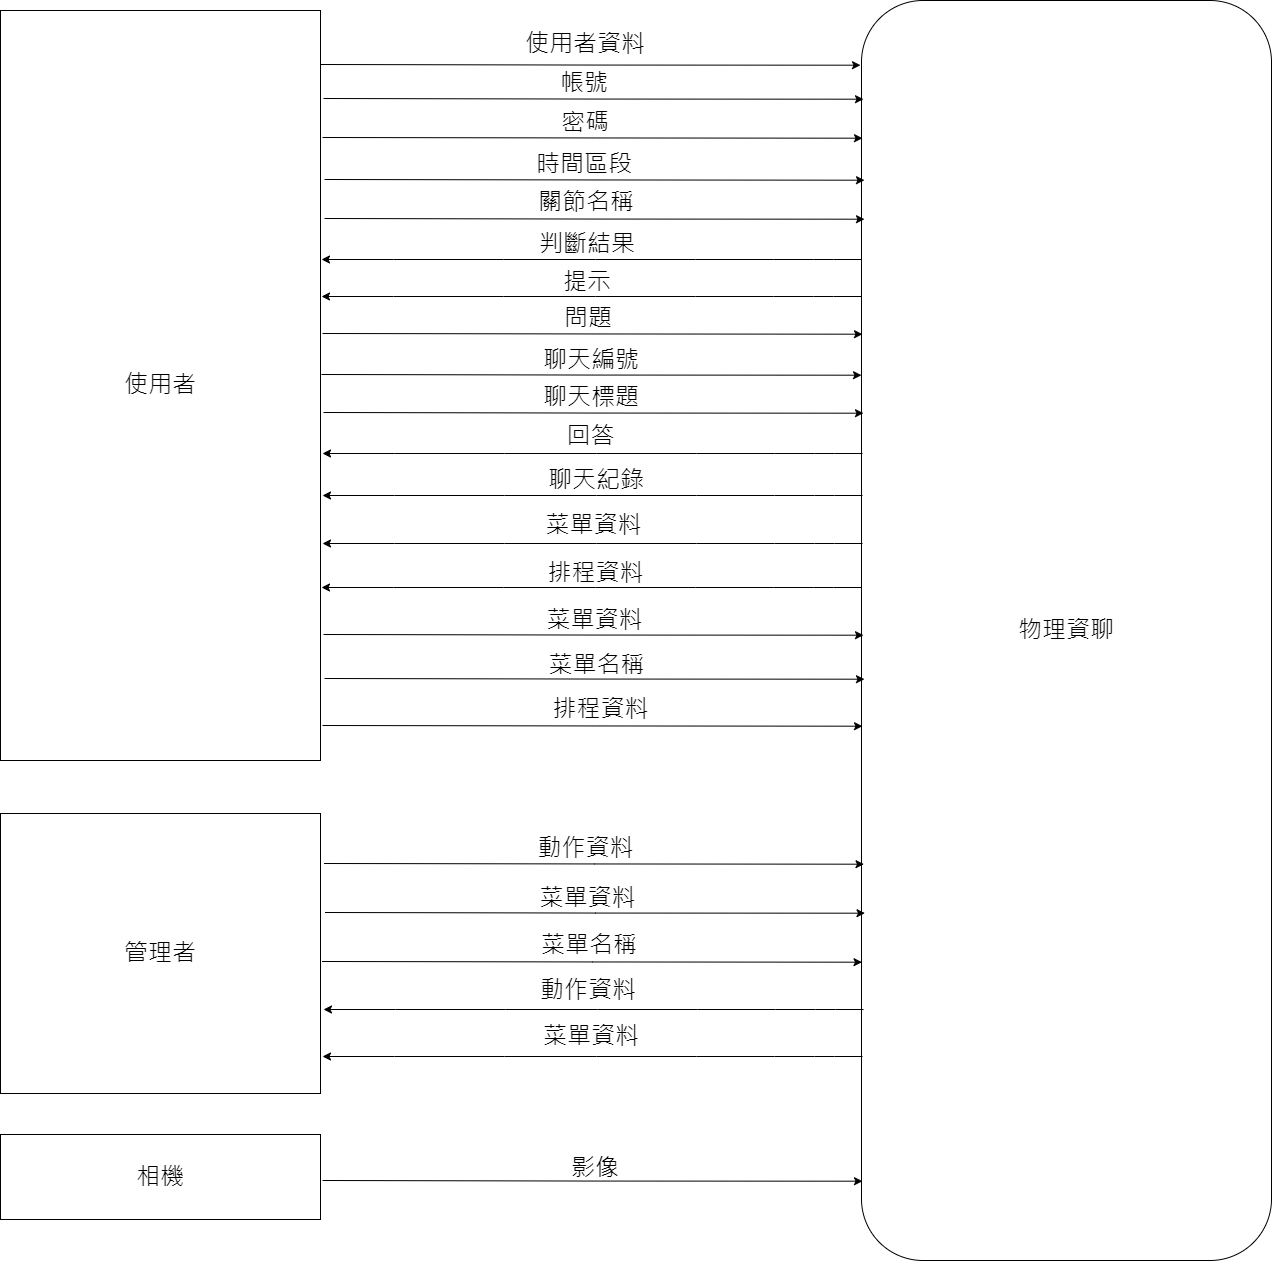 使用者資料
帳號
密碼
時間區段
關節名稱
判斷結果
提示
問題
聊天編號
使用者
聊天標題
回答
聊天紀錄
菜單資料
排程資料
菜單資料
物理資聊
菜單名稱
排程資料
動作資料
菜單資料
菜單名稱
管理者
動作資料
菜單資料
影像
相機